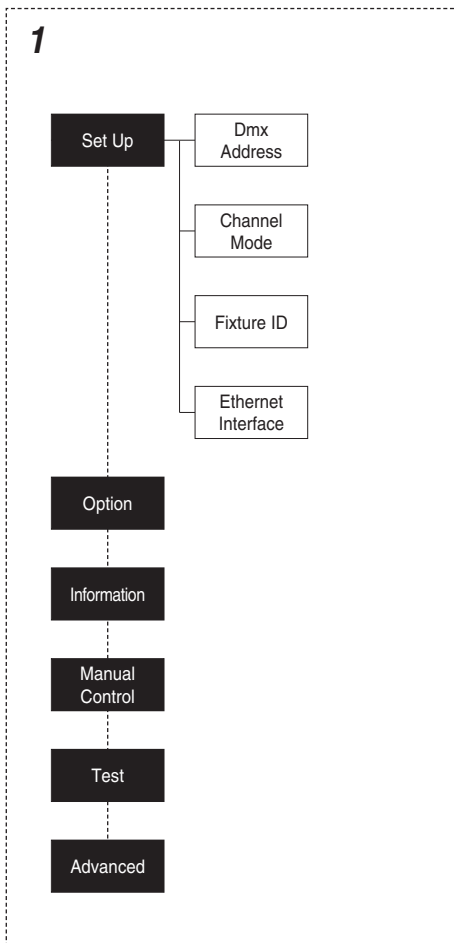 1
Set Up
Dmx
Address
Channel
Mode
Fixture ID
Ethernet
Interface
Option
Information
Manual
Control
Test
Advanced